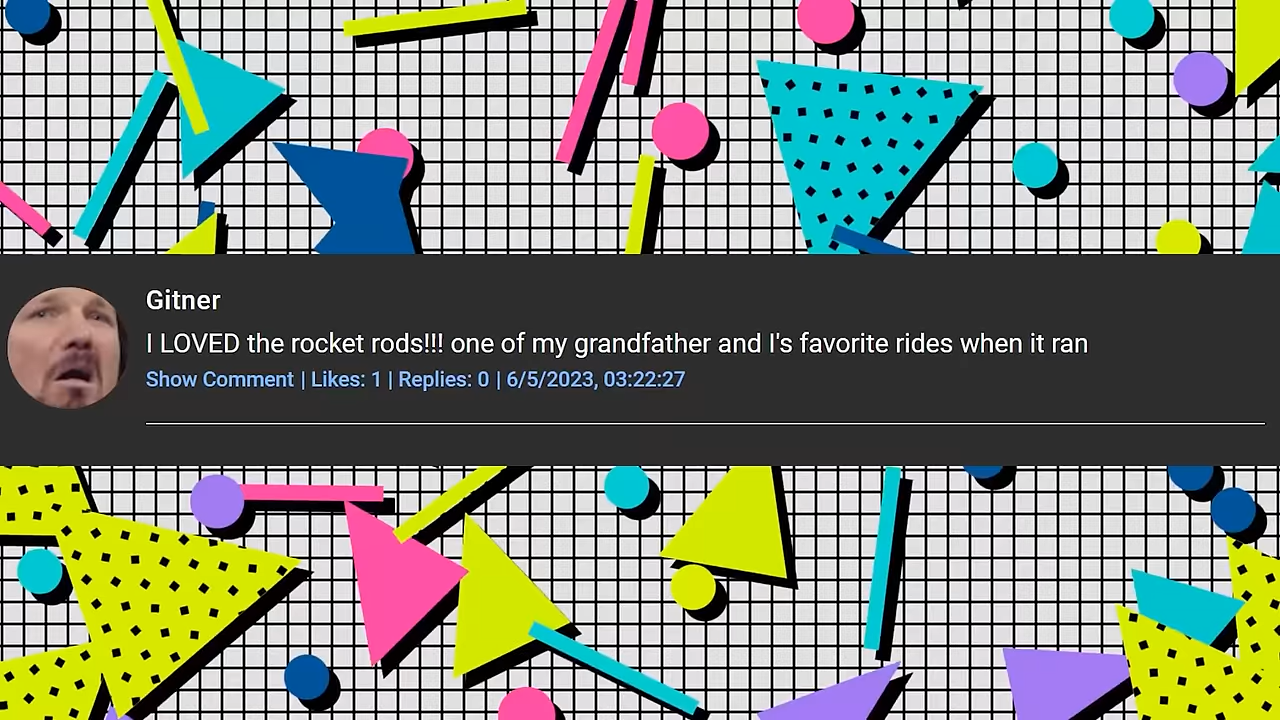 Gitner
I LOVED the rocket rods!!! one of my grandfather and I's favorite rides when it ran
Show Comment | Likes: 1 | Replies: 0 | 6/5/2023, 03:22:27